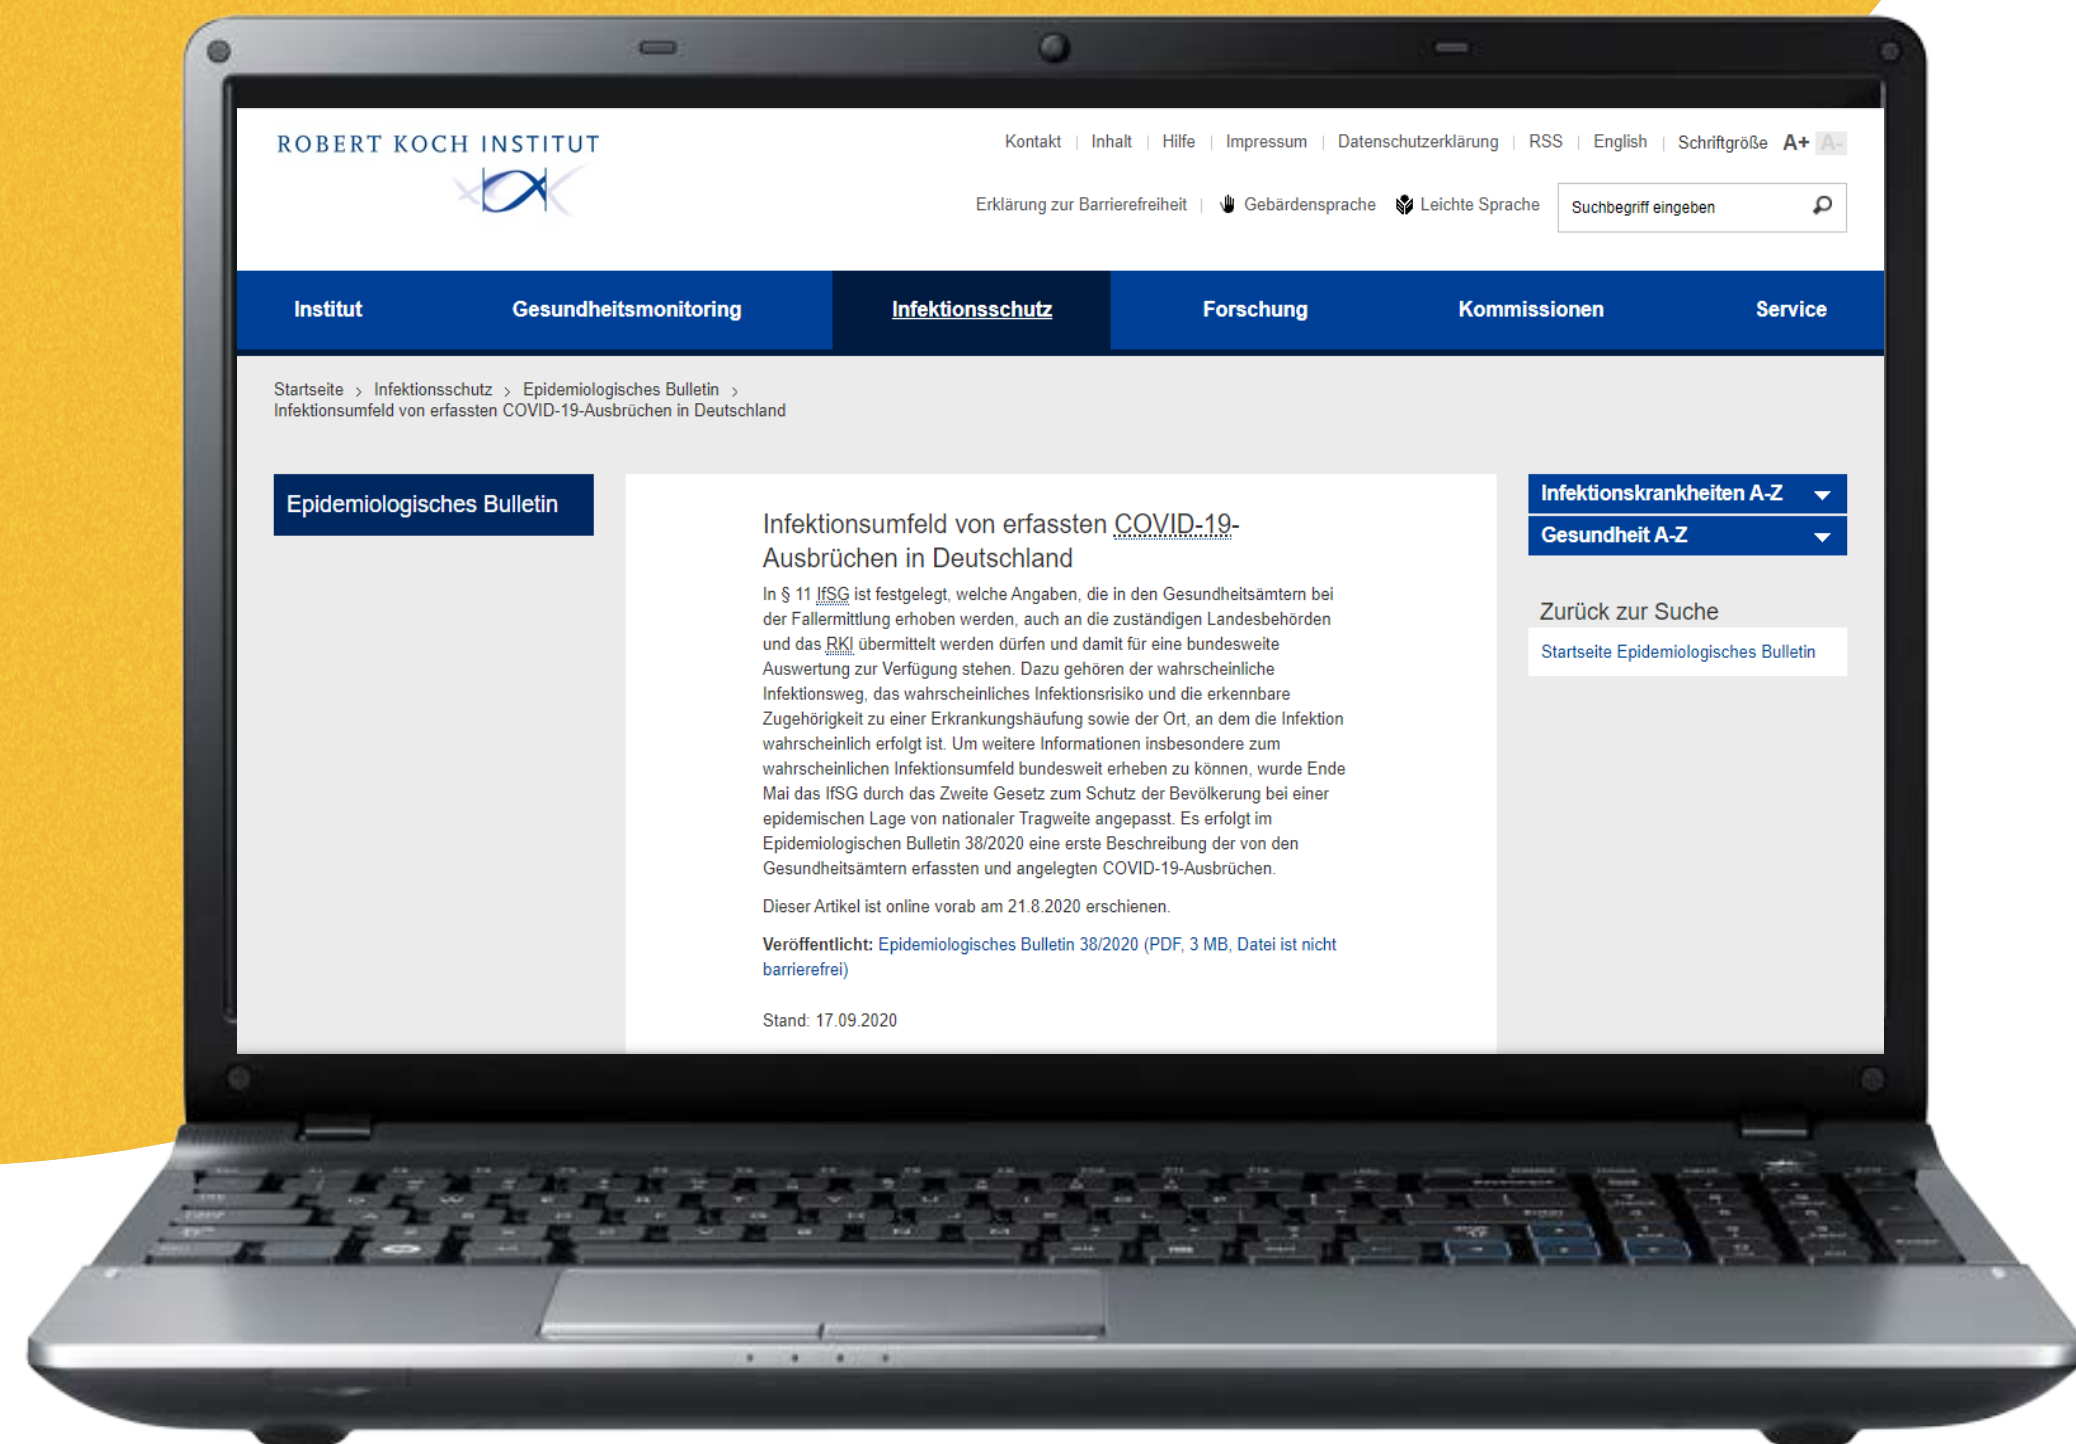 ROBERT KOCH INSTITUT
Kontakt | Inhalt | Hilfe | Impressum | Datenschutzerklärung | RSS | English | Schriftgröße A+ A-
Erklärung zur Barrierefreiheit | Gebärdensprache Leichte Sprache Suchbegriff eingeben
Institut Gesundheitsmonitoring Infektionsschutz Forschung Kommissionen Service
Startseite > Infektionsschutz > Epidemiologisches Bulletin >
Infektionsumfeld von erfassten COVID-19-Ausbrüchen in Deutschland
Epidemiologisches Bulletin
Infektionsumfeld von erfassten COVID-19-
Ausbrüchen in Deutschland
In § 11 IfSG ist festgelegt, welche Angaben, die in den Gesundheitsämtern bei
der Fallermittlung erhoben werden, auch an die zuständigen Landesbehörden
und das RKI übermittelt werden dürfen und damit für eine bundesweite
Auswertung zur Verfügung stehen. Dazu gehören der wahrscheinliche
Infektionsweg, das wahrscheinliches Infektionsrisiko und die erkennbare
Zugehörigkeit zu einer Erkrankungshäufung sowie der Ort, an dem die Infektion
wahrscheinlich erfolgt ist. Um weitere Informationen insbesondere zum
wahrscheinlichen Infektionsumfeld bundesweit erheben zu können, wurde Ende
Mai das IfSG durch das Zweite Gesetz zum Schutz der Bevölkerung bei einer
epidemischen Lage von nationaler Tragweite angepasst. Es erfolgt im
Epidemiologischen Bulletin 38/2020 eine erste Beschreibung der von den
Gesundheitsämtern erfassten und angelegten COVID-19-Ausbrüchen.
Dieser Artikel ist online vorab am 21.8.2020 erschienen.
Veröffentlicht: Epidemiologisches Bulletin 38/2020 (PDF, 3 MB, Datei ist nicht
barrierefrei)
Stand: 17.09.2020
Infektionskrankheiten A-Z
Gesundheit A-Z
Zurück zur Suche
Startseite Epidemiologisches Bulletin